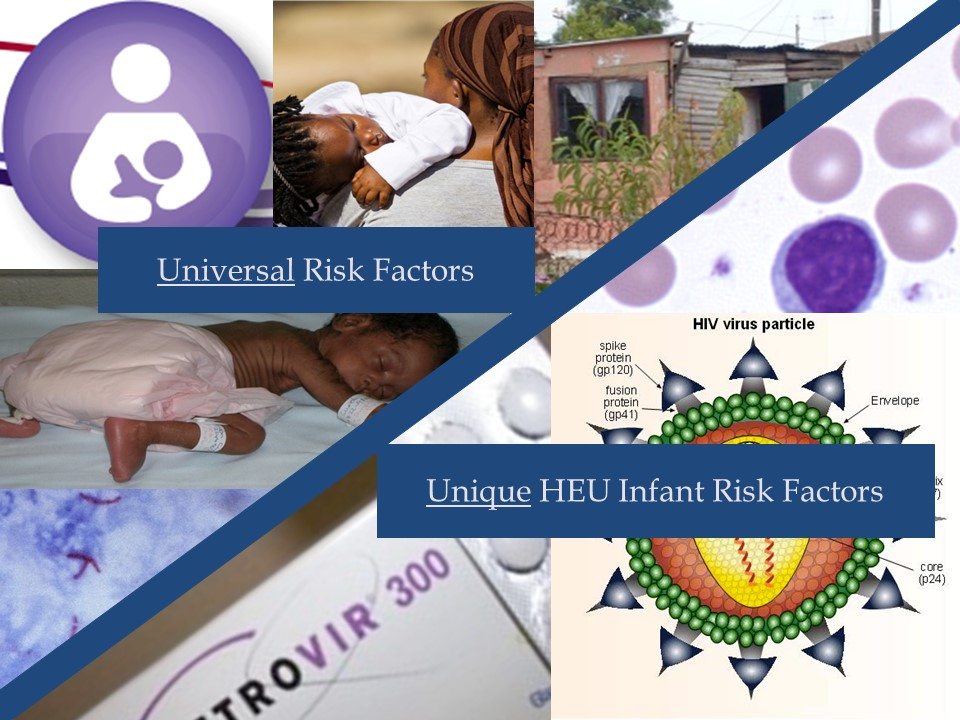 Universal Risk Factors
HIV virus particle
spike
protein
(gp120)
fusion
protein
(gp41)
Envelope
Unique HEU Infant Risk Factors
core
(p24)
TROVIR 300